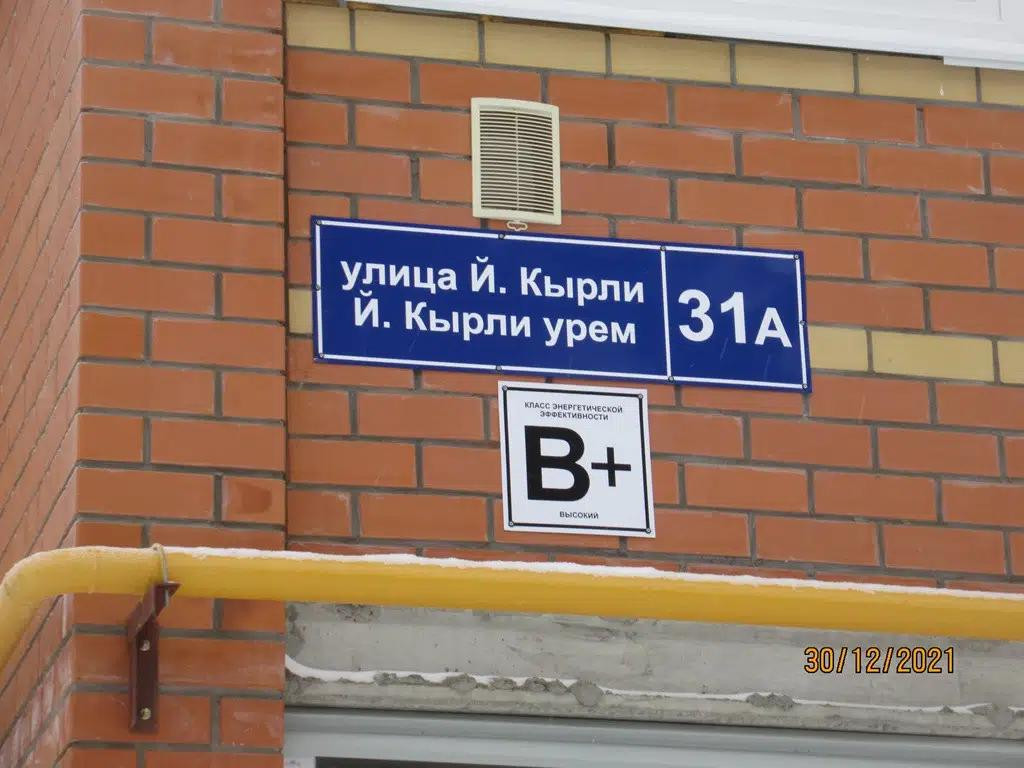 улица Й. Кырли
Й. Кырли урем
31А
КЛАСС ЭНЕРГЕТИЧЕСКОЙ
ЭФФЕКТИВНОСТИ
B+
ВЫСОКИЙ
30/12/2021